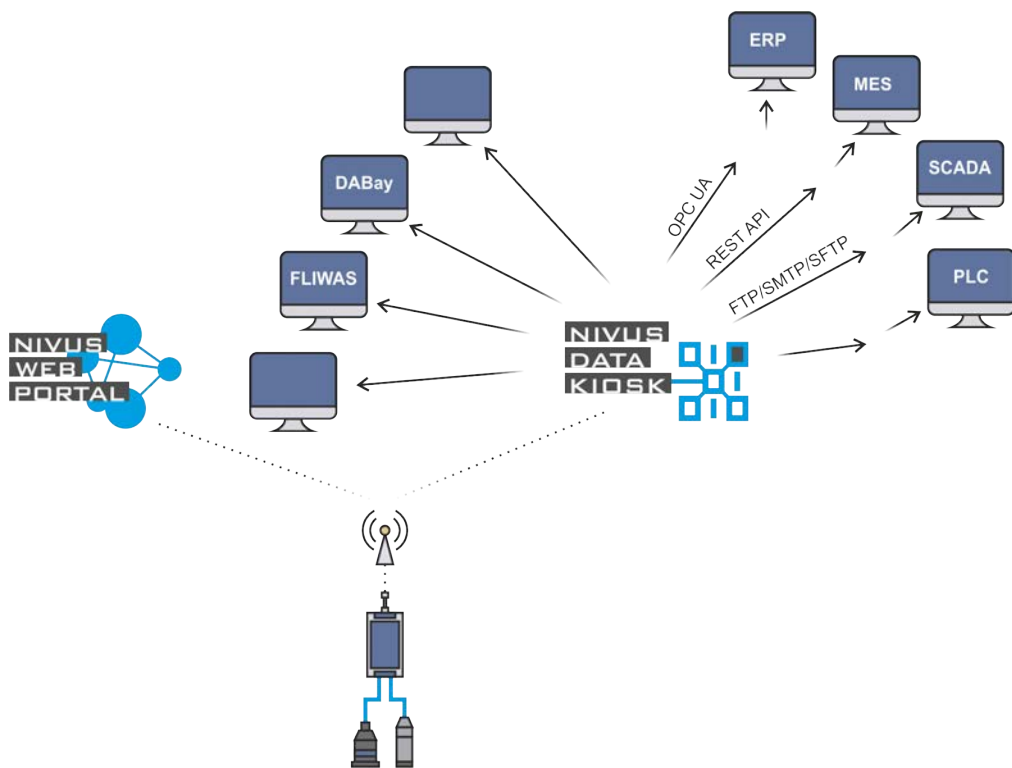 ERP
MES
SCADA
PLC
DABay
FLIWAS
OPC UA
REST API
FTP/SMTP/SFTP
NIVUS
WEB
PORTAL
NIVUS
DATA
KIOSK